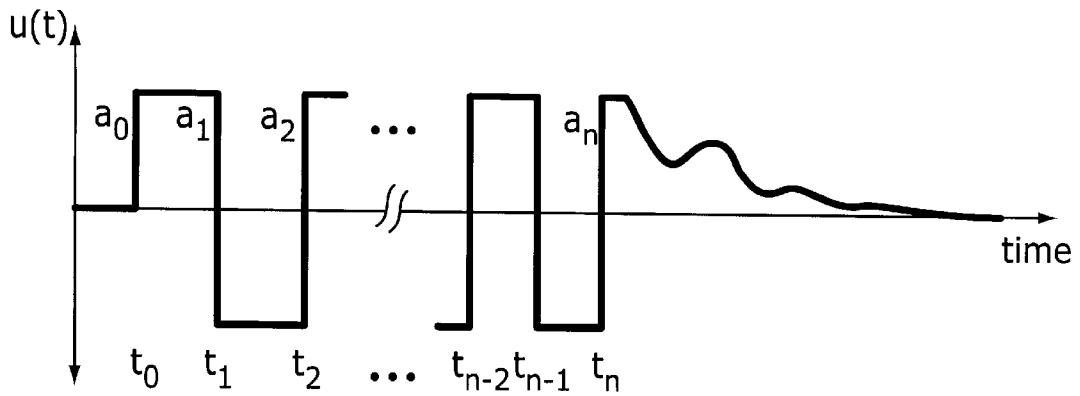 u(t)
a₀ a₁ a₂ ... aₙ
time
t₀ t₁ t₂ ... tₙ₋₂ tₙ₋₁ tₙ